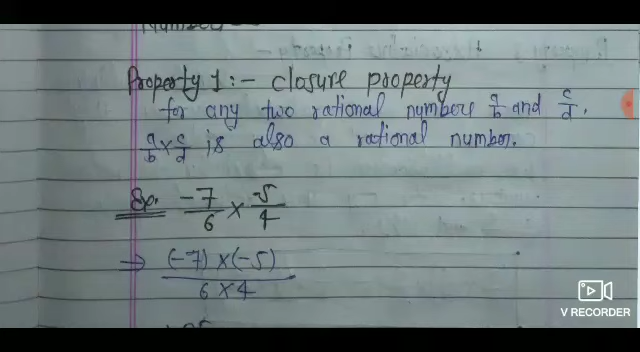 Property 1:- closure property
for any two rational numbers a/b and c/d.
a/b × c/d is also a rational number.
Ex. -7/6 × -5/4
⇒ (-7) × (-5) / 6 × 4
V RECORDER